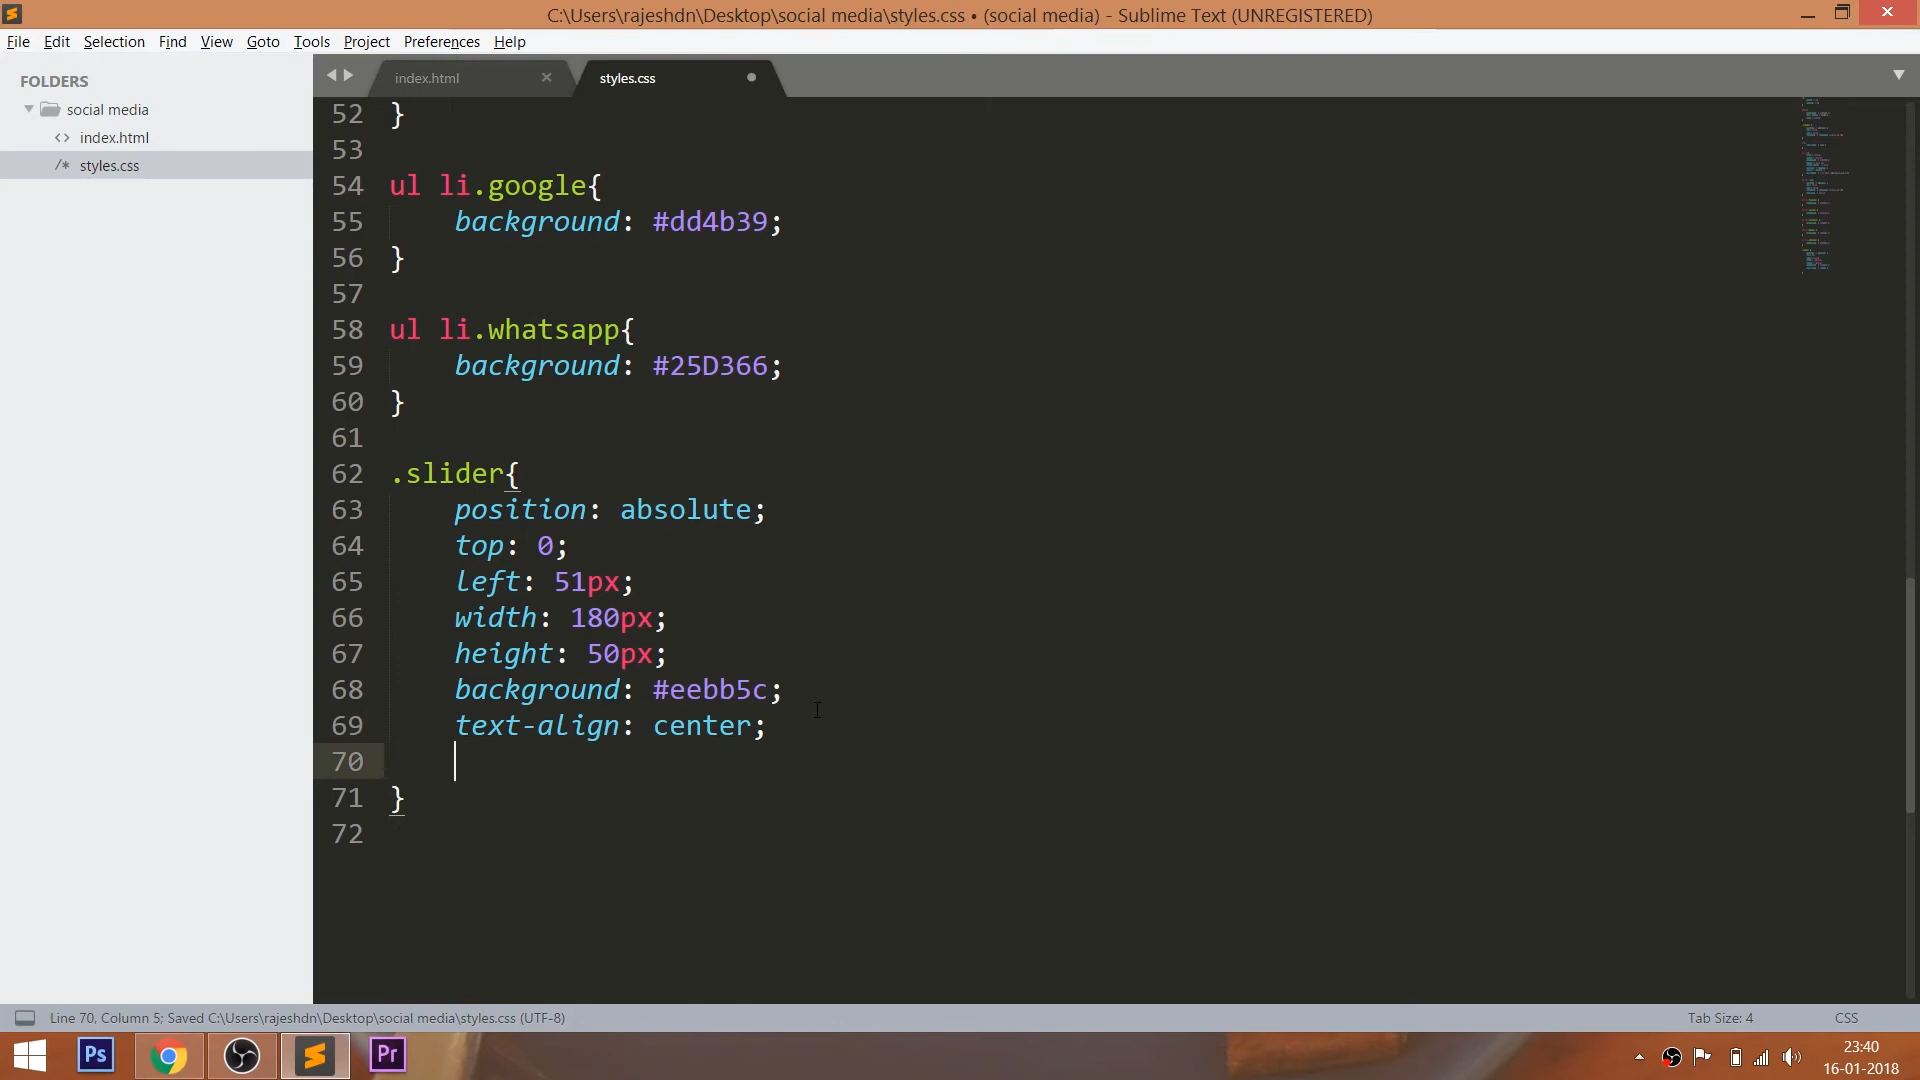 C:\Users\rajeshdn\Desktop\social media\styles.css • (social media) - Sublime Text (UNREGISTERED)
File Edit Selection Find View Goto Tools Project Preferences Help
FOLDERS
social media
<> index.html
/* styles.css
index.html × styles.css
52 }
53
54 ul li.google{
55 background: #dd4b39;
56 }
57
58 ul li.whatsapp{
59 background: #25D366;
60 }
61
62 .slider{
63 position: absolute;
64 top: 0;
65 left: 51px;
66 width: 180px;
67 height: 50px;
68 background: #eebb5c;
69 text-align: center;
70
71 }
72
Line 70, Column 5; Saved C:\Users\rajeshdn\Desktop\social media\styles.css (UTF-8) Tab Size: 4 CSS
Ps Pr
23:40
16-01-2018